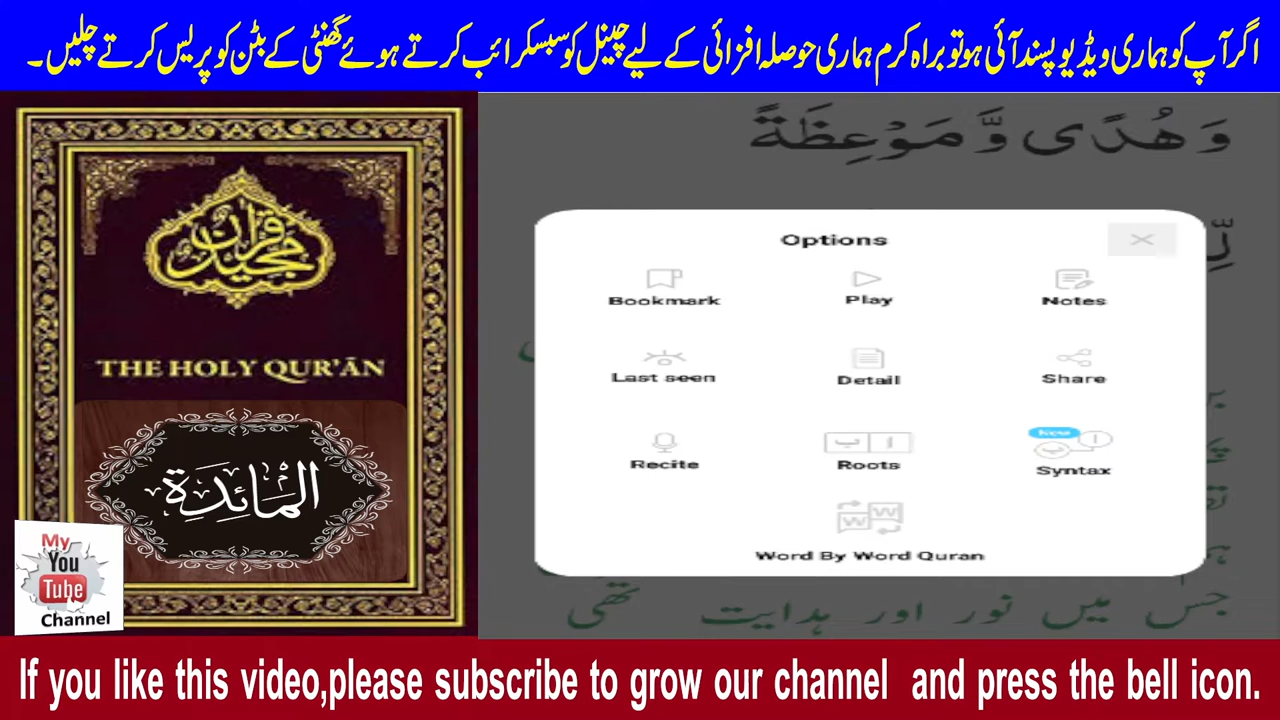 اگر آپ کو ہماری ویڈیو پسند آئی ہو تو براہ کرم ہماری حوصلہ افزائی کے لیے چینل کو سبسکرائب کرتے ہوئے گھنٹی کے بٹن کو پریس کرتے چلیں۔
قرآن مجید
THE HOLY QUR'ĀN
المائدة
My
You
Tube
Channel
وَ هُدًى وَّ مَوْعِظَةً
لِّ
Options
Bookmark
Play
Notes
Last seen
Detail
Share
Recite
ب ا
Roots
New
ب ا
Syntax
W W
Word By Word Quran
جس میں نور اور ہدایت تھی
If you like this video,please subscribe to grow our channel and press the bell icon.